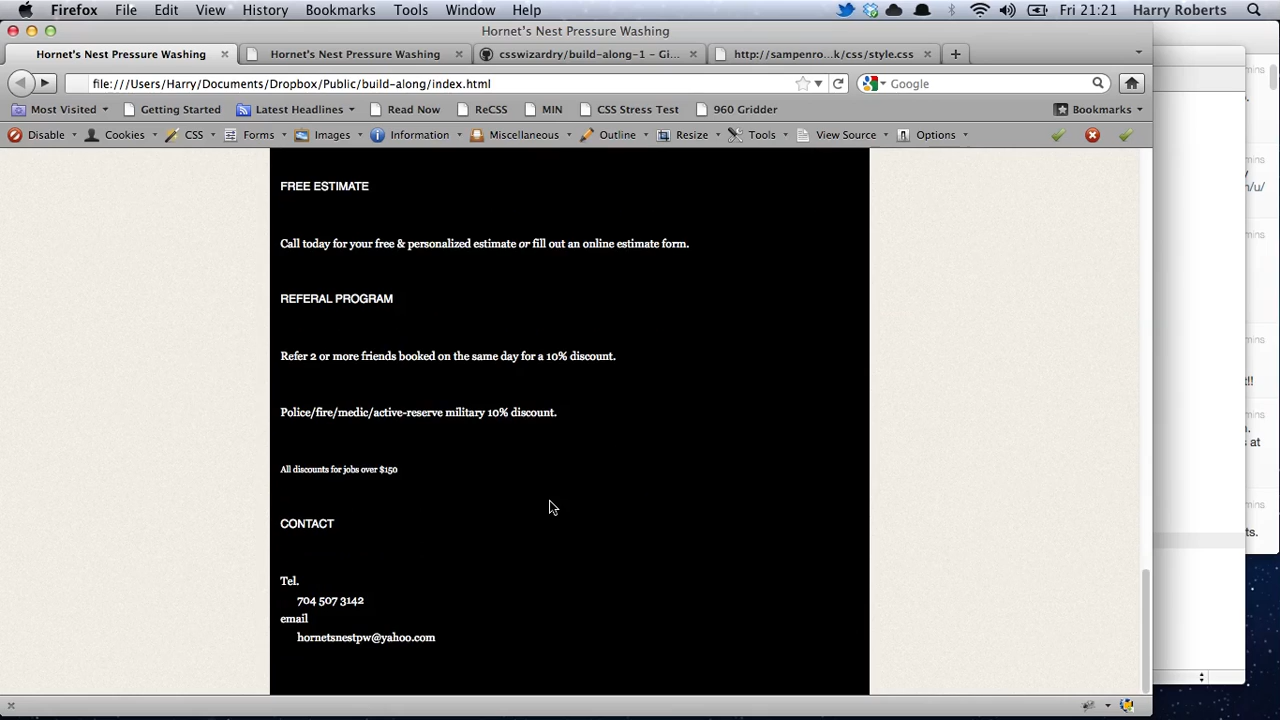 Firefox File Edit View History Bookmarks Tools Window Help Fri 21:21 Harry Roberts
Hornet's Nest Pressure Washing
Hornet's Nest Pressure Washing Hornet's Nest Pressure Washing csswizardry/build-along-1 – Gi... http://sampenro...k/css/style.css
file:///Users/Harry/Documents/Dropbox/Public/build-along/index.html Google
Most Visited Getting Started Latest Headlines Read Now ReCSS MIN CSS Stress Test 960 Gridder Bookmarks
Disable Cookies CSS Forms Images Information Miscellaneous Outline Resize Tools View Source Options
FREE ESTIMATE
Call today for your free & personalized estimate or fill out an online estimate form.
REFERAL PROGRAM
Refer 2 or more friends booked on the same day for a 10% discount.
Police/fire/medic/active-reserve military 10% discount.
All discounts for jobs over $150
CONTACT
Tel.
704 507 3142
email
hornetsnestpw@yahoo.com